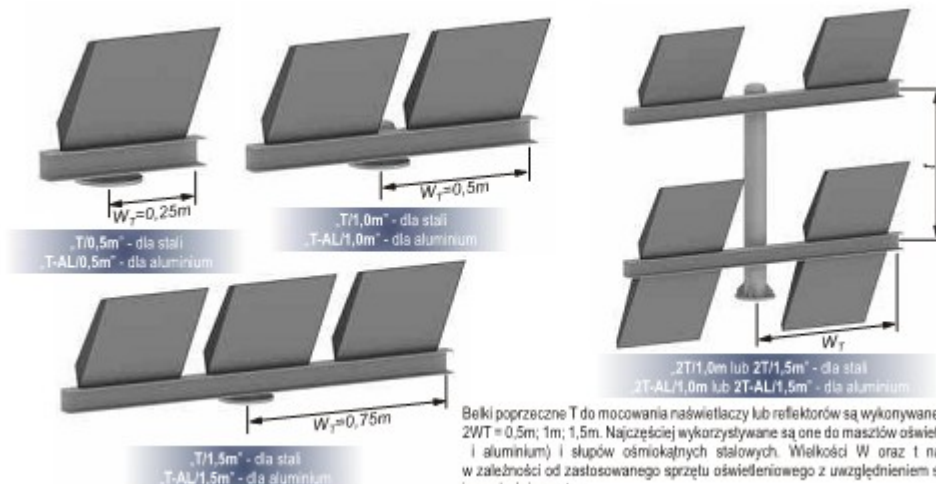 W_T=0,25m
„T/0,5m” - dla stali
„T-AL/0,5m” - dla aluminium
W_T=0,5m
„T/1,0m” - dla stali
„T-AL/1,0m” - dla aluminium
W_T=0,75m
„T/1,5m” - dla stali
„T-AL/1,5m” - dla aluminium
t
W_T
„2T/1,0m lub 2T/1,5m” - dla stali
„2T-AL/1,0m lub 2T-AL/1,5m” - dla aluminium
Belki poprzeczne T do mocowania naświetlaczy lub reflektorów są wykonywane
2WT = 0,5m; 1m; 1,5m. Najczęściej wykorzystywane są one do masztów oświet
i aluminium) i słupów ośmiokątnych stalowych. Wielkości W oraz t na
w zależności od zastosowanego sprzętu oświetleniowego z uwzględnieniem s